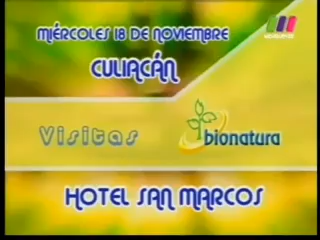 MIÉRCOLES 18 DE NOVIEMBRE
CULIACÁN
Visitas
bionatura
HOTEL SAN MARCOS